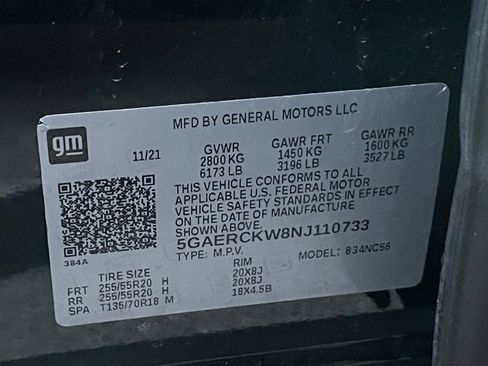 MFD BY GENERAL MOTORS LLC
gm
11/21 GVWR GAWR FRT GAWR RR
2800 KG 1450 KG 1600 KG
6173 LB 3196 LB 3527 LB
THIS VEHICLE CONFORMS TO ALL
APPLICABLE U.S. FEDERAL MOTOR
VEHICLE SAFETY STANDARDS IN EFFECT
ON THE DATE OF MANUFACTURE
SHOWN ABOVE.
5GAERCKW8NJ110733
384A TYPE: M.P.V. MODEL: 834NC56
TIRE SIZE RIM
FRT 255/55R20 H 20X8J
RR 255/55R20 H 20X8J
SPA T135/70R18 M 18X4.5B